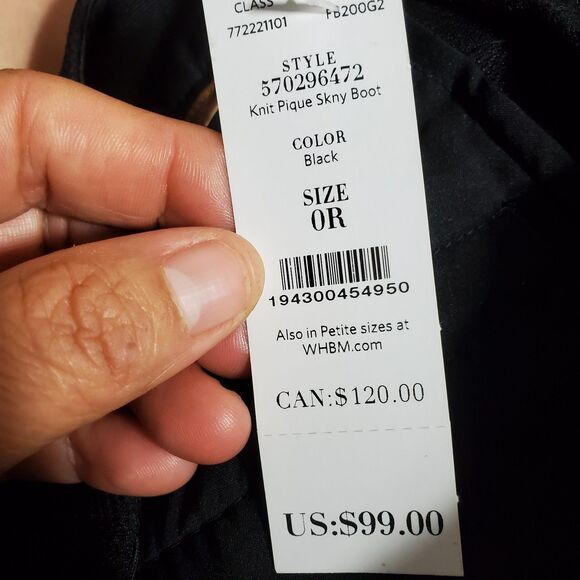 CLASS FB200G2
772221101
STYLE
570296472
Knit Pique Skny Boot
COLOR
Black
SIZE
0R
194300454950
Also in Petite sizes at
WHBM.com
CAN:$120.00
US:$99.00